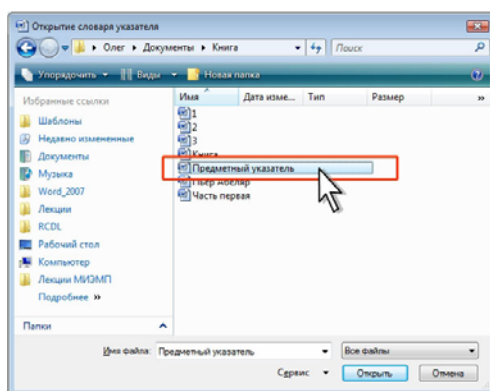 Открытие словаря указателя
Олег ▸ Документы ▸ Книга
Поиск
Упорядочить
Виды
Новая папка
Избранные ссылки
Шаблоны
Недавно измененные
Документы
Музыка
Word_2007
Лекции
RCDL
Рабочий стол
Компьютер
Лекции МИЭМП
Подробнее »
Папки
Имя Дата изме... Тип Размер »
1
2
3
Книга
Предметный указатель
Пьер Абеляр
Часть первая
Имя файла: Предметный указатель
Все файлы
Сервис
Открыть
Отмена